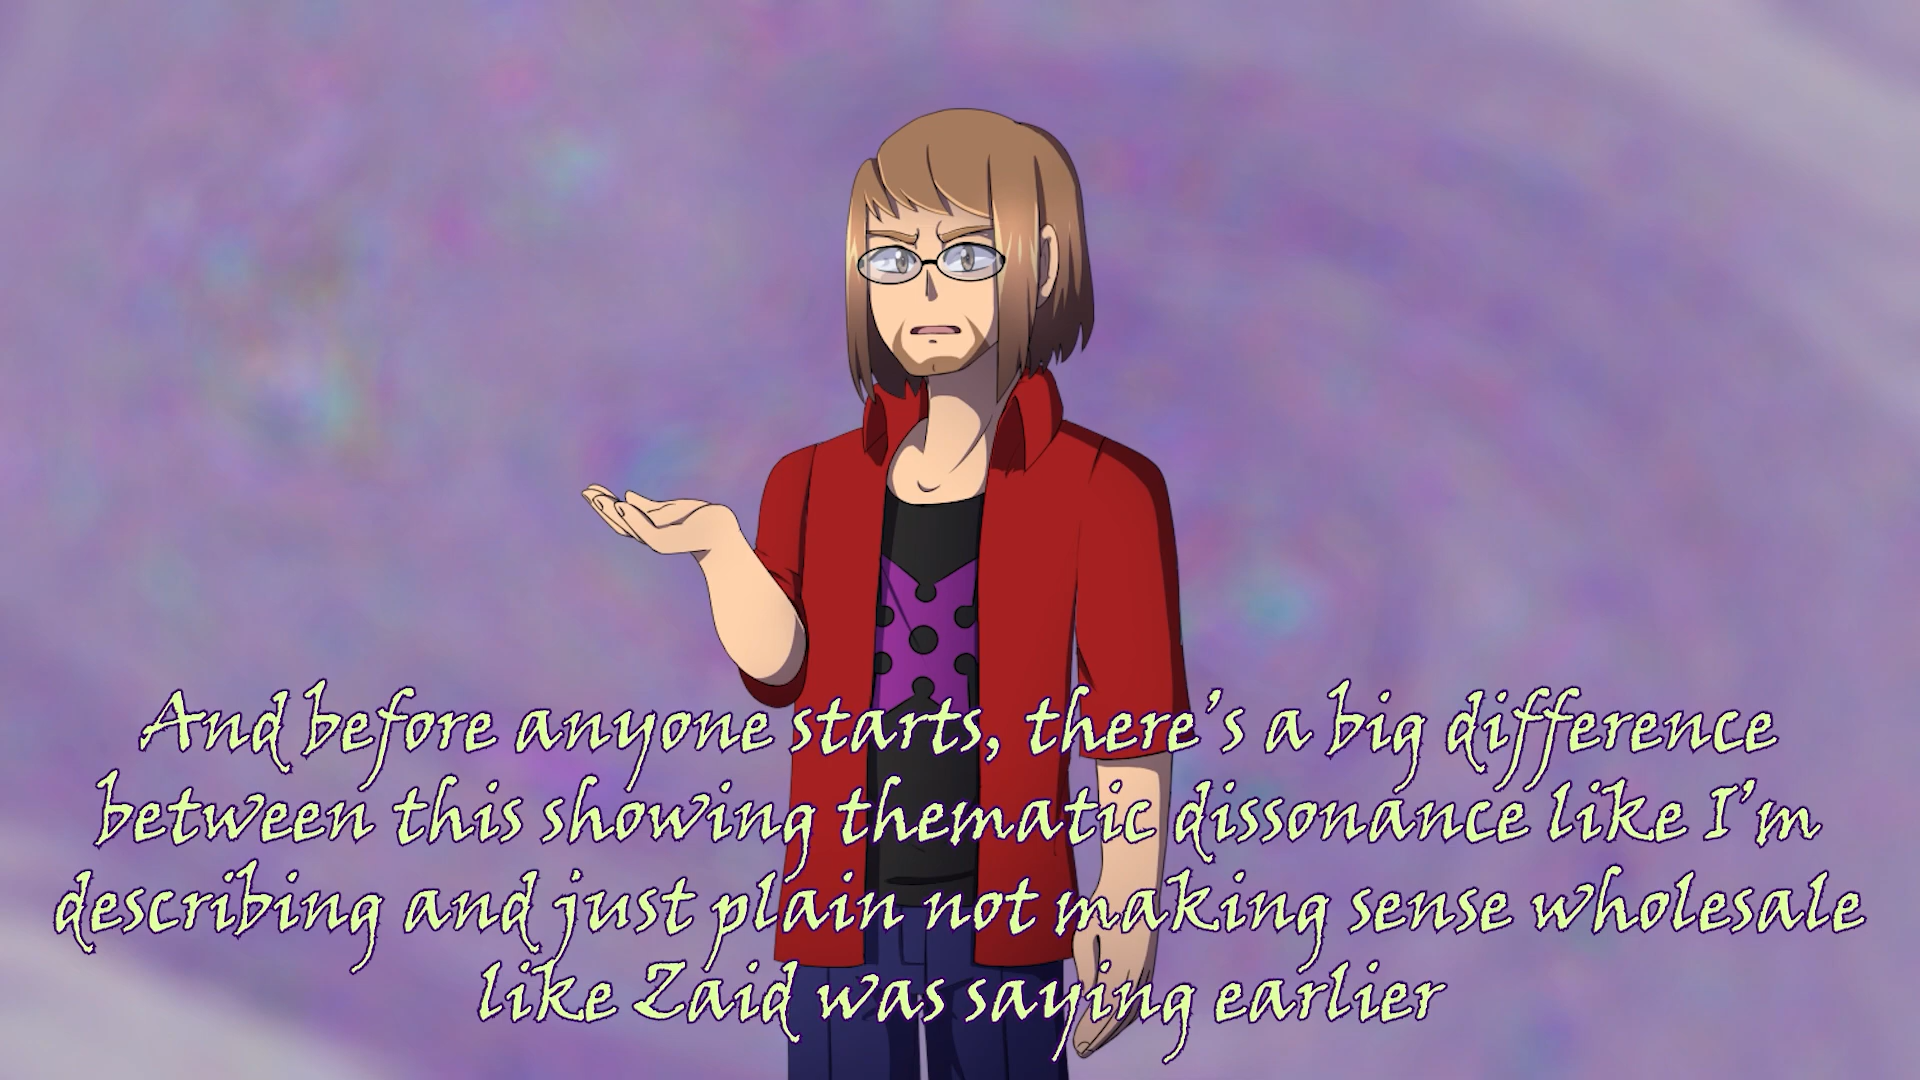 And before anyone starts, there's a big difference
between this showing thematic dissonance like I'm
describing and just plain not making sense wholesale
like Zaid was saying earlier